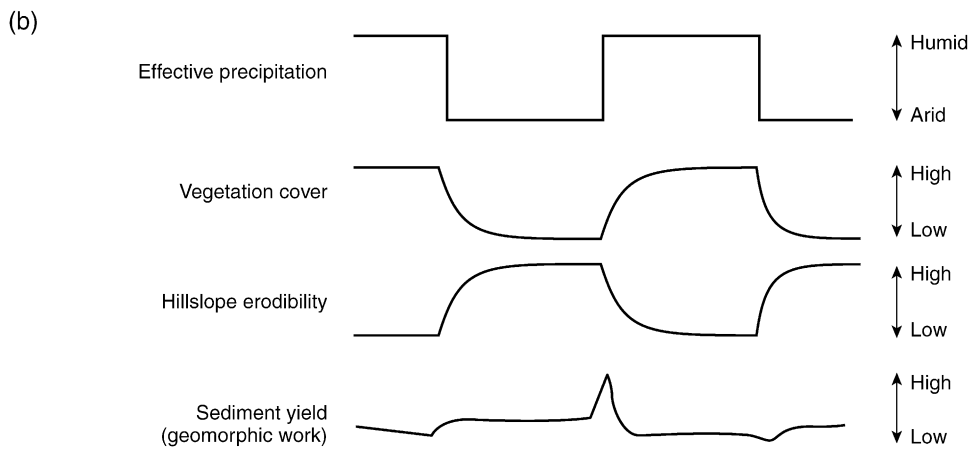 (b)
Effective precipitation
Humid
Arid
Vegetation cover
High
Low
Hillslope erodibility
High
Low
Sediment yield
(geomorphic work)
High
Low